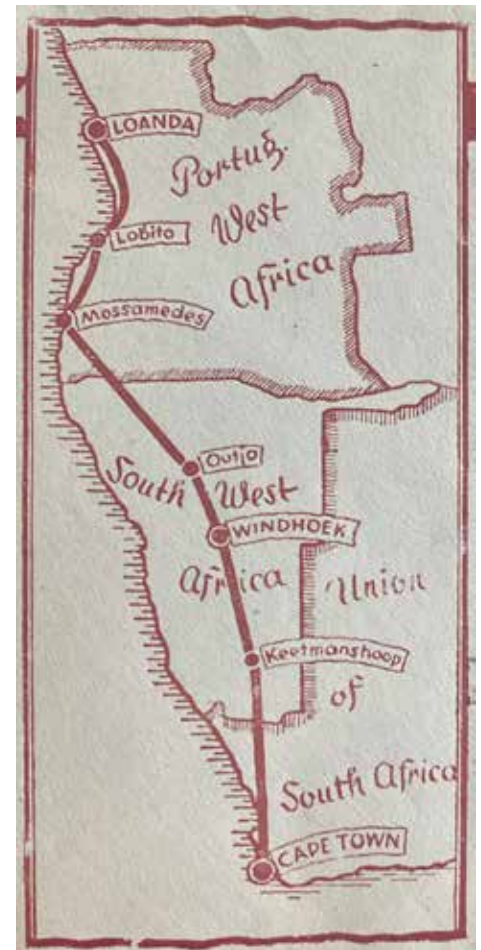 LOANDA
Portug.
West
Africa
Lobito
Mossamedes
Outjo
South West
WINDHOEK
Africa
Union
Keetmanshoop
of
South Africa
CAPE TOWN